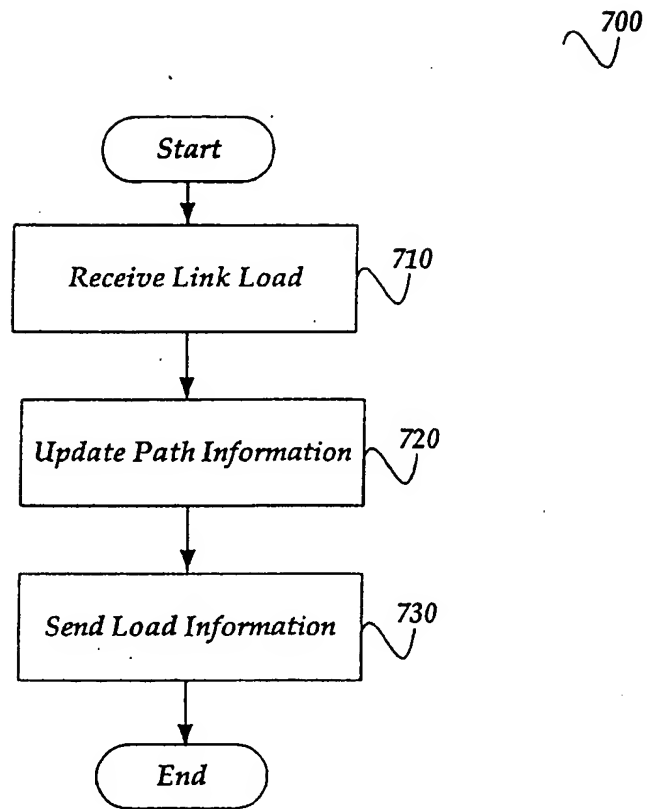 700
Start
Receive Link Load
710
Update Path Information
720
Send Load Information
730
End